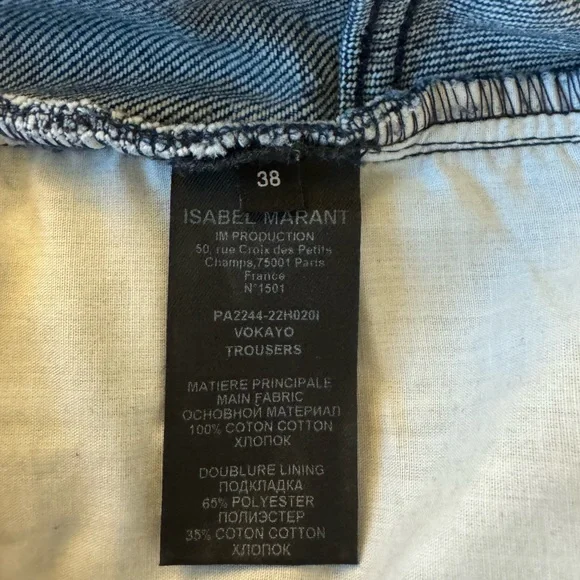 38
ISABEL MARANT
IM PRODUCTION
50, rue Croix des Petits
Champs,75001 Paris
France
N°1501
PA2244-22H020I
VOKAYO
TROUSERS
MATIERE PRINCIPALE
MAIN FABRIC
ОСНОВНОЙ МАТЕРИАЛ
100% COTON COTTON
ХЛОПОК
DOUBLURE LINING
ПОДКЛАДКА
65% POLYESTER
ПОЛИЭСТЕР
35% COTON COTTON
ХЛОПОК